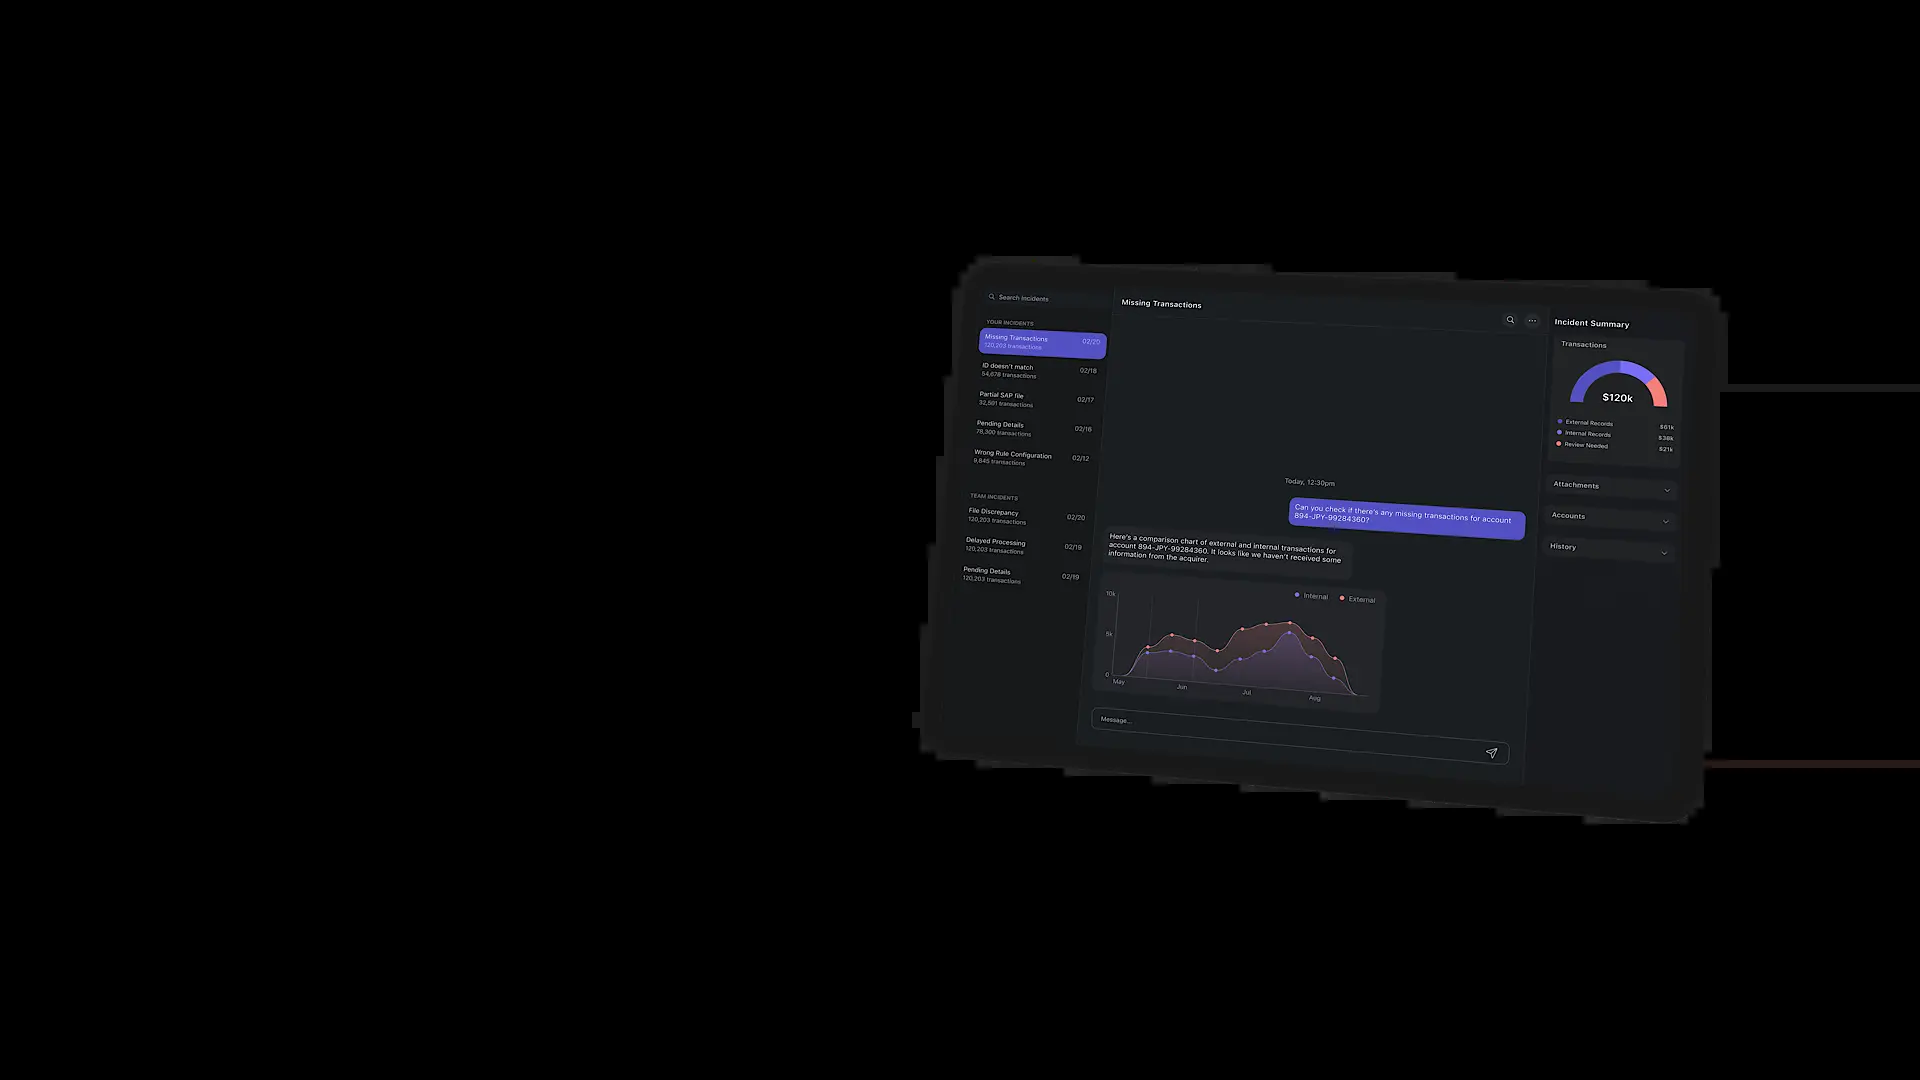 Search Incidents
YOUR INCIDENTS
Missing Transactions 02/20
120,203 transactions
ID doesn't match 02/18
54,678 transactions
Partial SAP file 02/17
32,591 transactions
Pending Details 02/16
78,300 transactions
Wrong Rule Configuration 02/12
9,845 transactions
TEAM INCIDENTS
File Discrepancy 02/20
120,203 transactions
Delayed Processing 02/19
120,203 transactions
Pending Details 02/19
120,203 transactions
Missing Transactions
Today, 12:30pm
Can you check if there's any missing transactions for account
894-JPY-99284360?
Here's a comparison chart of external and internal transactions for
account 894-JPY-99284360. It looks like we haven't received some
information from the acquirer.
Internal External
10k
5k
0
May Jun Jul Aug
Message...
Incident Summary
Transactions
$120k
External Records $61k
Internal Records $38k
Review Needed $21k
Attachments
Accounts
History